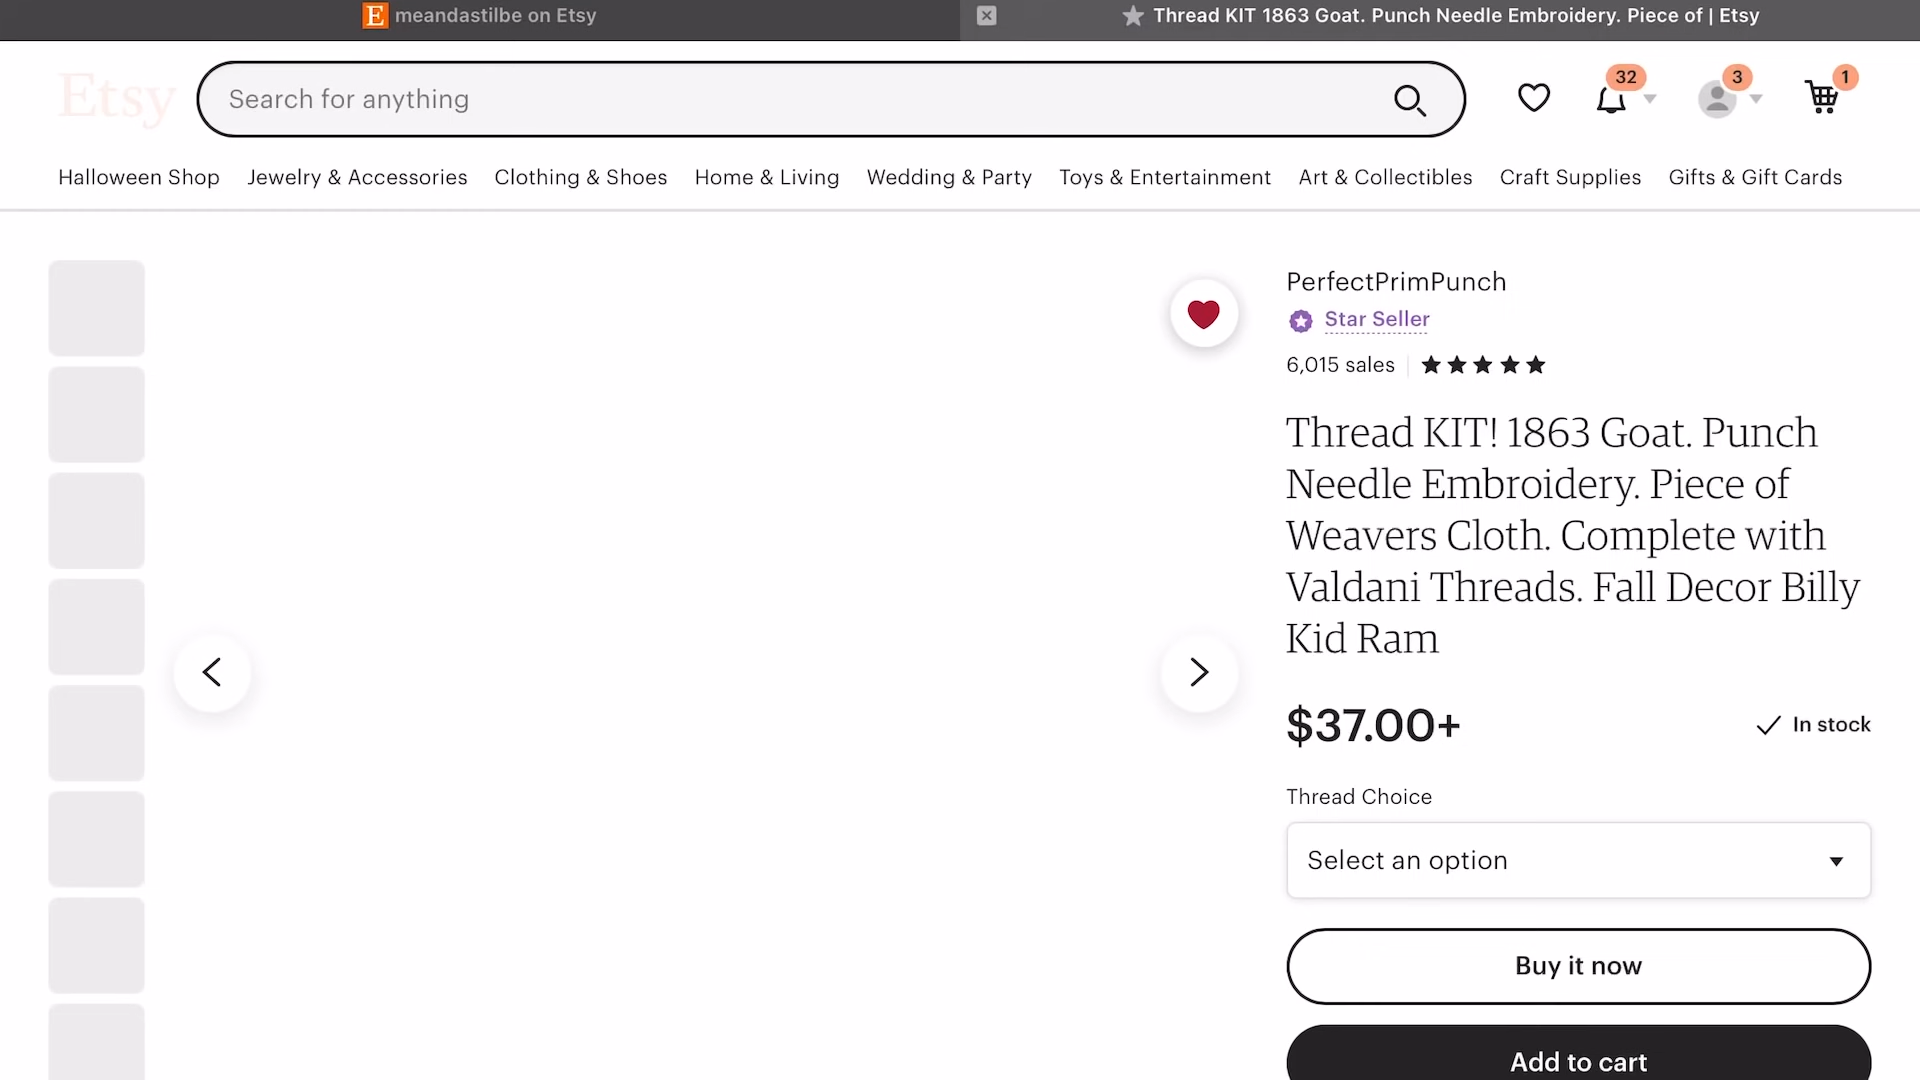 meandastilbe on Etsy
Thread KIT 1863 Goat. Punch Needle Embroidery. Piece of | Etsy
Etsy
Search for anything
32
3
1
Halloween Shop
Jewelry & Accessories
Clothing & Shoes
Home & Living
Wedding & Party
Toys & Entertainment
Art & Collectibles
Craft Supplies
Gifts & Gift Cards
PerfectPrimPunch
Star Seller
6,015 sales
Thread KIT! 1863 Goat. Punch
Needle Embroidery. Piece of
Weavers Cloth. Complete with
Valdani Threads. Fall Decor Billy
Kid Ram
$37.00+
In stock
Thread Choice
Select an option
Buy it now
Add to cart